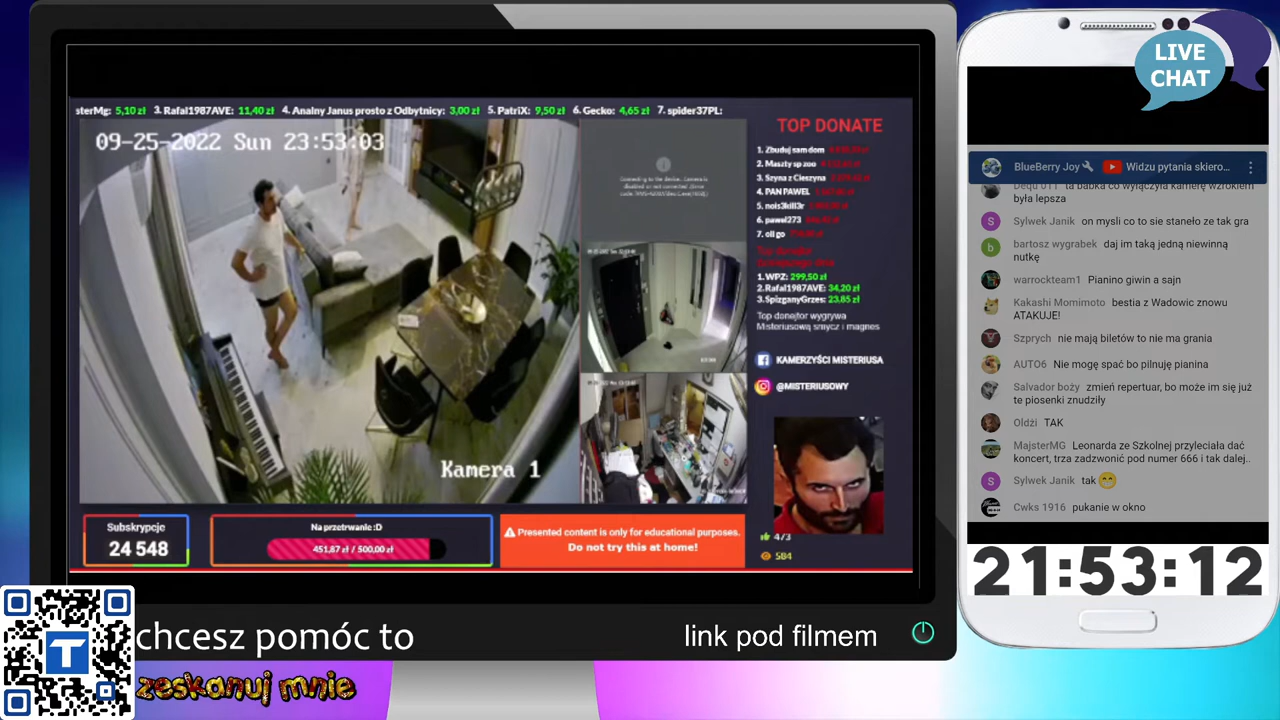 sterMg: 5,10 zł 3. Rafal1987AVE: 11,40 zł 4. Analny Janus prosto z Odbytnicy: 3,00 zł 5. PatriX: 9,50 zł 6. Gecko: 4,65 zł 7. spider37PL:
09-25-2022 Sun 23:53:03
Kamera 1
TOP DONATE
1. Zbuduj sam dom
2. Maszty sp zoo
3. Szyna z Cieszyna
4. PAN PAWEL
5. nois3kill3r
6. pawel273
7. oli go
Top donejto
1.WPZ: 299,50 zł
2.Rafal1987AVE: 34,20 zł
3.SpizganyGrzes: 23,85 zł
Top donejtor wygrywa
Misteriusową smycz i magnes
KAMERZYŚCI MISTERIUSA
@MISTERIUSOWY
473
584
Subskrypcje
24 548
Na przetrwanie :D
451,87 zł / 500,00 zł
Presented content is only for educational purposes.
Do not try this at home!
chcesz pomóc to
link pod filmem
zeskanuj mnie
T
LIVE
CHAT
BlueBerry Joy Widzu pytania skiero...
Dequ 011 ta babka co wyłączyła kamerę wzrokiem
była lepsza
Sylwek Janik on mysli co to sie staneło ze tak gra
bartosz wygrabek daj im taką jedną niewinną
nutkę
warrockteam1 Pianino giwin a sajn
Kakashi Momimoto bestia z Wadowic znowu
ATAKUJE!
Szprych nie mają biletów to nie ma grania
AUTO6 Nie mogę spać bo pilnuję pianina
Salvador boży zmień repertuar, bo może im się już
te piosenki znudziły
Oldżi TAK
MajsterMG Leonarda ze Szkolnej przyleciała dać
koncert, trza zadzwonić pod numer 666 i tak dalej..
Sylwek Janik tak
Cwks 1916 pukanie w okno
21:53:12